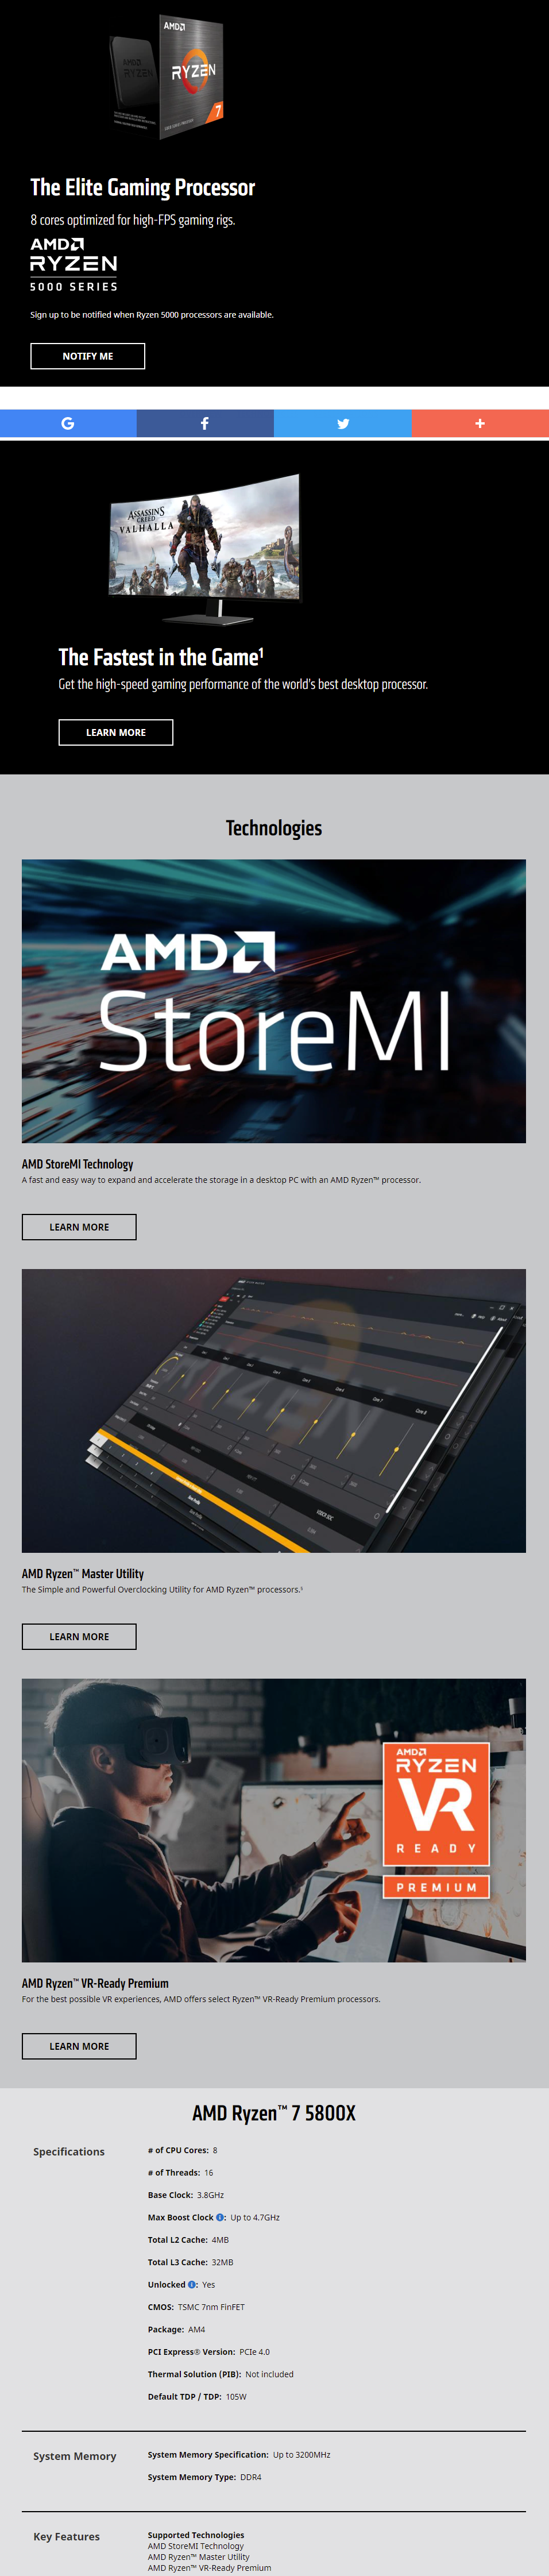 AMD
RYZEN
AMD
RYZEN
7
The Elite Gaming Processor
8 cores optimized for high-FPS gaming rigs.
AMD
RYZEN
5000 SERIES
Sign up to be notified when Ryzen 5000 processors are available.
NOTIFY ME
ASSASSIN'S
CREED
VALHALLA
The Fastest in the Game¹
Get the high-speed gaming performance of the world's best desktop processor.
LEARN MORE
Technologies
AMD
StoreMI
AMD StoreMI Technology
A fast and easy way to expand and accelerate the storage in a desktop PC with an AMD Ryzen™ processor.
LEARN MORE
AMD Ryzen™ Master Utility
The Simple and Powerful Overclocking Utility for AMD Ryzen™ processors.⁵
LEARN MORE
AMD
RYZEN
VR
READY
PREMIUM
AMD Ryzen™ VR-Ready Premium
For the best possible VR experiences, AMD offers select Ryzen™ VR-Ready Premium processors.
LEARN MORE
AMD Ryzen™ 7 5800X
Specifications
# of CPU Cores: 8
# of Threads: 16
Base Clock: 3.8GHz
Max Boost Clock : Up to 4.7GHz
Total L2 Cache: 4MB
Total L3 Cache: 32MB
Unlocked : Yes
CMOS: TSMC 7nm FinFET
Package: AM4
PCI Express® Version: PCIe 4.0
Thermal Solution (PIB): Not included
Default TDP / TDP: 105W
System Memory
System Memory Specification: Up to 3200MHz
System Memory Type: DDR4
Key Features
Supported Technologies
AMD StoreMI Technology
AMD Ryzen™ Master Utility
AMD Ryzen™ VR-Ready Premium